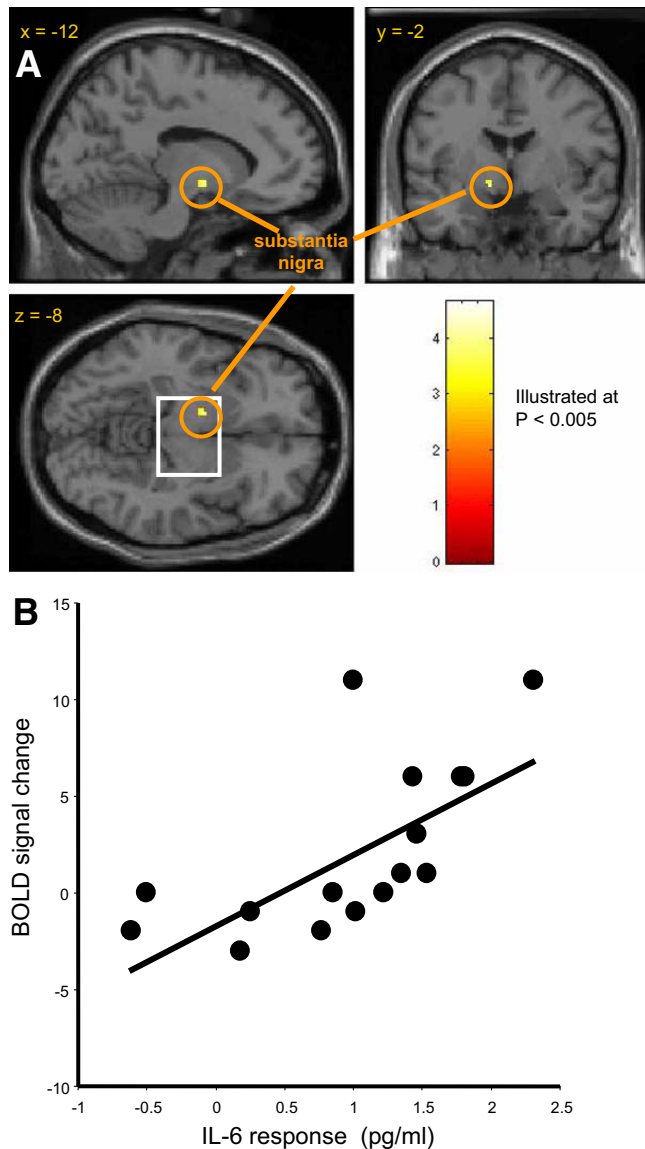 x = -12
y = -2
A
substantia
nigra
z = -8
4
3
2
1
0
Illustrated at
P < 0.005
B
15
10
5
0
-5
-10
BOLD signal change
-1
-0.5
0
0.5
1
1.5
2
2.5
IL-6 response (pg/ml)